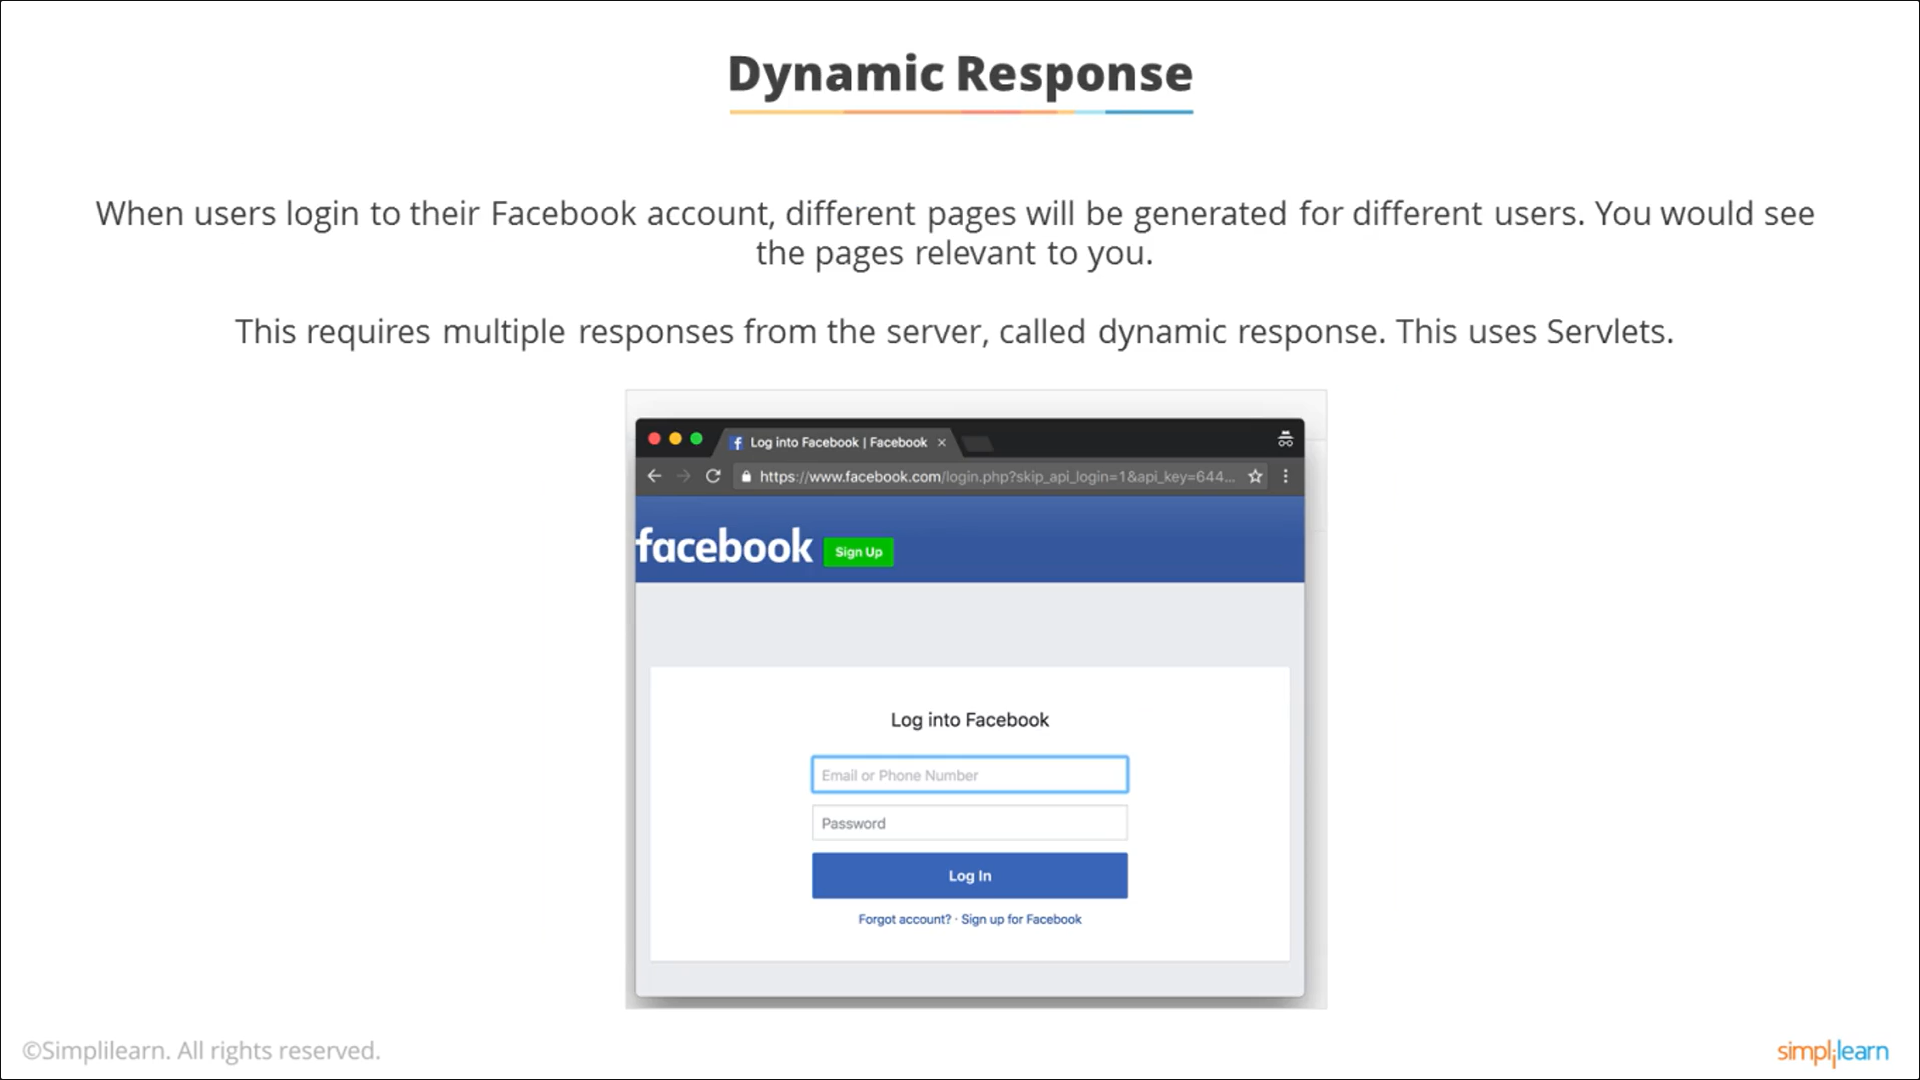 Dynamic Response
When users login to their Facebook account, different pages will be generated for different users. You would see
the pages relevant to you.
This requires multiple responses from the server, called dynamic response. This uses Servlets.
Log into Facebook | Facebook
https://www.facebook.com/login.php?skip_api_login=1&api_key=644...
facebook Sign Up
Log into Facebook
Email or Phone Number
Password
Log In
Forgot account? · Sign up for Facebook
©Simplilearn. All rights reserved.
simplilearn